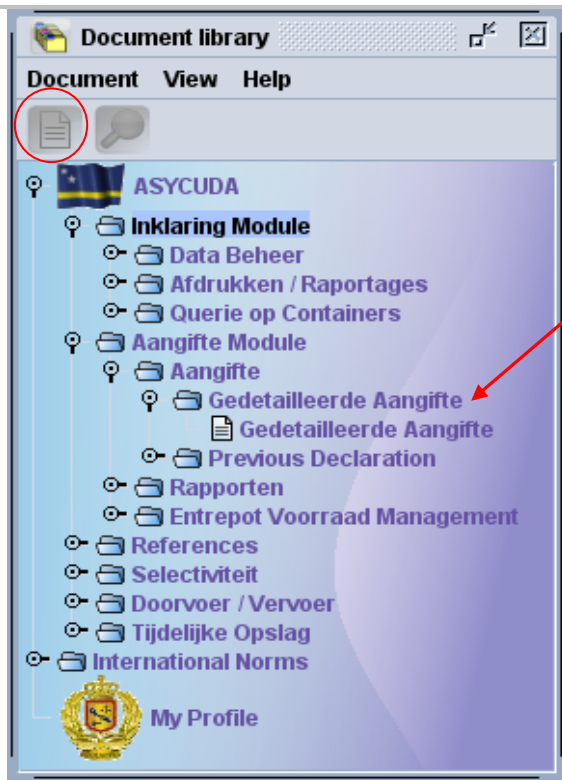 Document library
Document View Help
ASYCUDA
Inklaring Module
Data Beheer
Afdrukken / Raportages
Querie op Containers
Aangifte Module
Aangifte
Gedetailleerde Aangifte
Gedetailleerde Aangifte
Previous Declaration
Rapporten
Entrepot Voorraad Management
References
Selectiviteit
Doorvoer / Vervoer
Tijdelijke Opslag
International Norms
My Profile